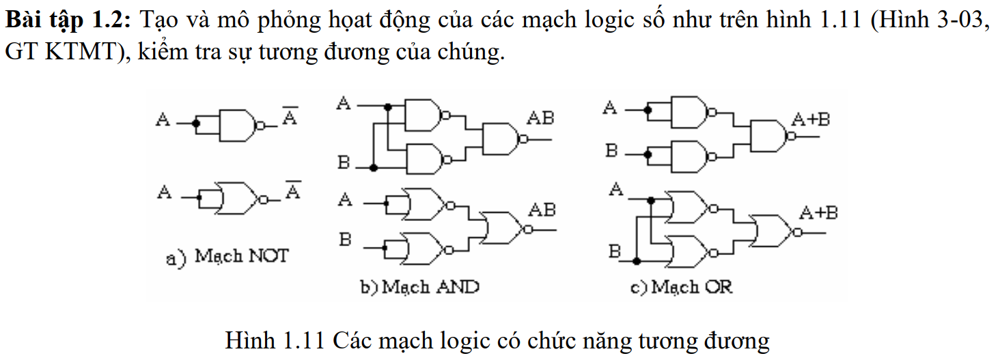 Bài tập 1.2: Tạo và mô phỏng họat động của các mạch logic số như trên hình 1.11 (Hình 3-03,
GT KTMT), kiểm tra sự tương đương của chúng.
A A̅
A AB
B
A A+B
B
A A̅
A AB
B
A A+B
B
a) Mạch NOT
b) Mạch AND
c) Mạch OR
Hình 1.11 Các mạch logic có chức năng tương đương